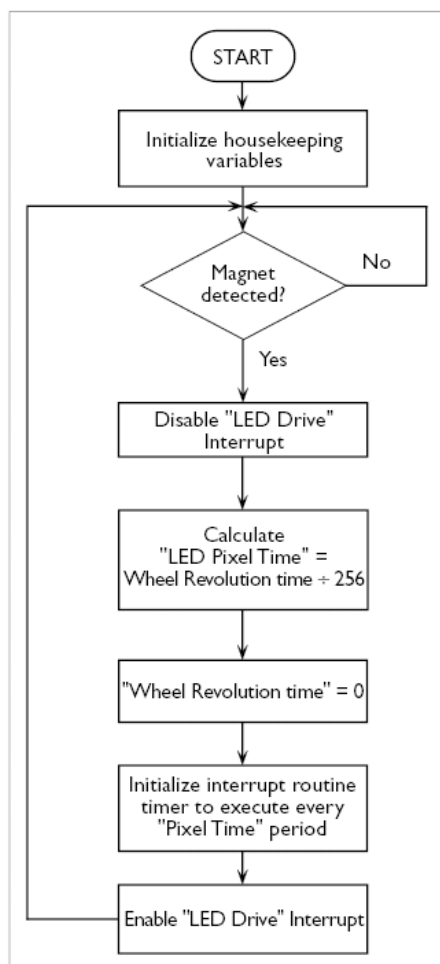 START
Initialize housekeeping
variables
Magnet
detected?
No
Yes
Disable "LED Drive"
Interrupt
Calculate
"LED Pixel Time" =
Wheel Revolution time ÷ 256
"Wheel Revolution time" = 0
Initialize interrupt routine
timer to execute every
"Pixel Time" period
Enable "LED Drive" Interrupt